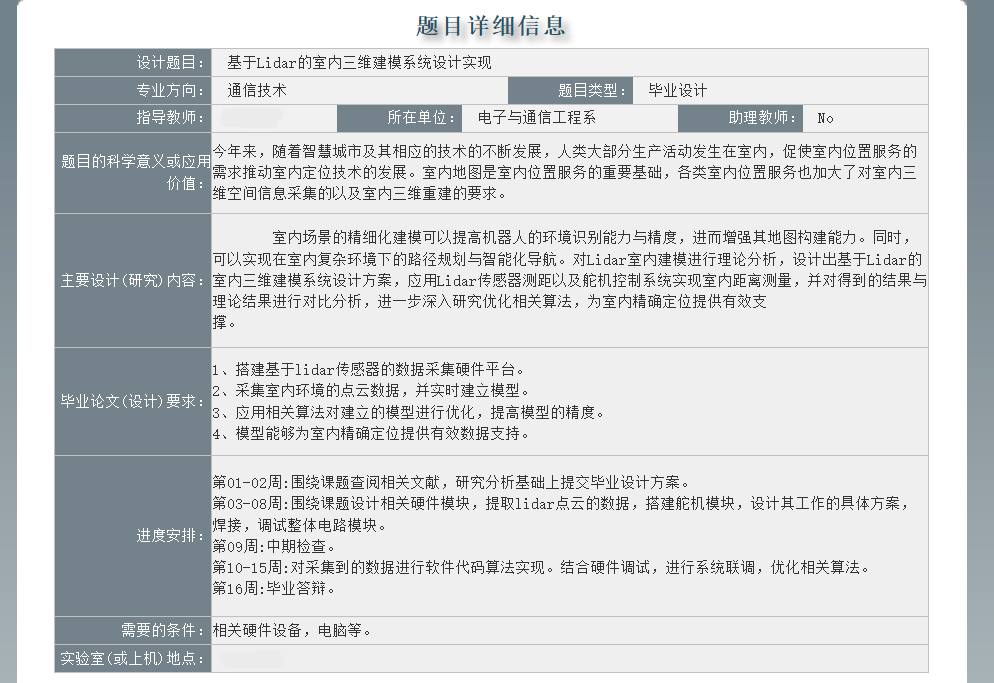 题目详细信息
设计题目： 基于Lidar的室内三维建模系统设计实现
专业方向： 通信技术 题目类型： 毕业设计
指导教师： 所在单位： 电子与通信工程系 助理教师： No
题目的科学意义或应用
价值：
今年来，随着智慧城市及其相应的技术的不断发展，人类大部分生产活动发生在室内，促使室内位置服务的
需求推动室内定位技术的发展。室内地图是室内位置服务的重要基础，各类室内位置服务也加大了对室内三
维空间信息采集的以及室内三维重建的要求。
主要设计(研究)内容：
室内场景的精细化建模可以提高机器人的环境识别能力与精度，进而增强其地图构建能力。同时，
可以实现在室内复杂环境下的路径规划与智能化导航。对Lidar室内建模进行理论分析，设计出基于Lidar的
室内三维建模系统设计方案，应用Lidar传感器测距以及舵机控制系统实现室内距离测量，并对得到的结果与
理论结果进行对比分析，进一步深入研究优化相关算法，为室内精确定位提供有效支
撑。
毕业论文(设计)要求：
1、搭建基于lidar传感器的数据采集硬件平台。
2、采集室内环境的点云数据，并实时建立模型。
3、应用相关算法对建立的模型进行优化，提高模型的精度。
4、模型能够为室内精确定位提供有效数据支持。
进度安排：
第01-02周:围绕课题查阅相关文献，研究分析基础上提交毕业设计方案。
第03-08周:围绕课题设计相关硬件模块，提取lidar点云的数据，搭建舵机模块，设计其工作的具体方案，
焊接，调试整体电路模块。
第09周:中期检查。
第10-15周:对采集到的数据进行软件代码算法实现。结合硬件调试，进行系统联调，优化相关算法。
第16周:毕业答辩。
需要的条件： 相关硬件设备，电脑等。
实验室(或上机)地点：